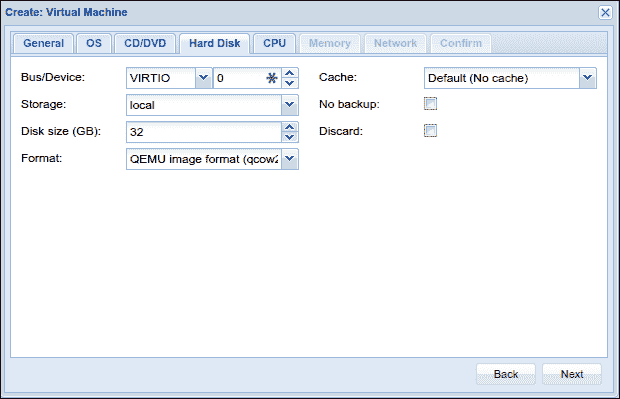 Create: Virtual Machine
General OS CD/DVD Hard Disk CPU Memory Network Confirm
Bus/Device: VIRTIO 0 Cache: Default (No cache)
Storage: local No backup:
Disk size (GB): 32 Discard:
Format: QEMU image format (qcow2
Back Next